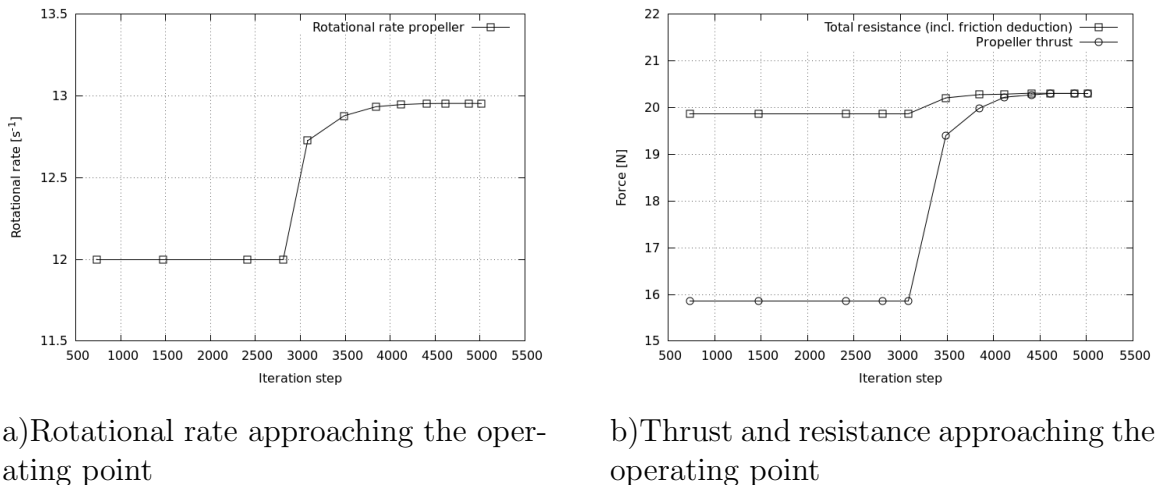 13.5
13
12.5
12
11.5
Rotational rate [s-1]
Rotational rate propeller
500 1000 1500 2000 2500 3000 3500 4000 4500 5000 5500
Iteration step
22
21
20
19
18
17
16
15
Force [N]
Total resistance (incl. friction deduction)
Propeller thrust
500 1000 1500 2000 2500 3000 3500 4000 4500 5000 5500
Iteration step
a)Rotational rate approaching the oper-
ating point
b)Thrust and resistance approaching the
operating point